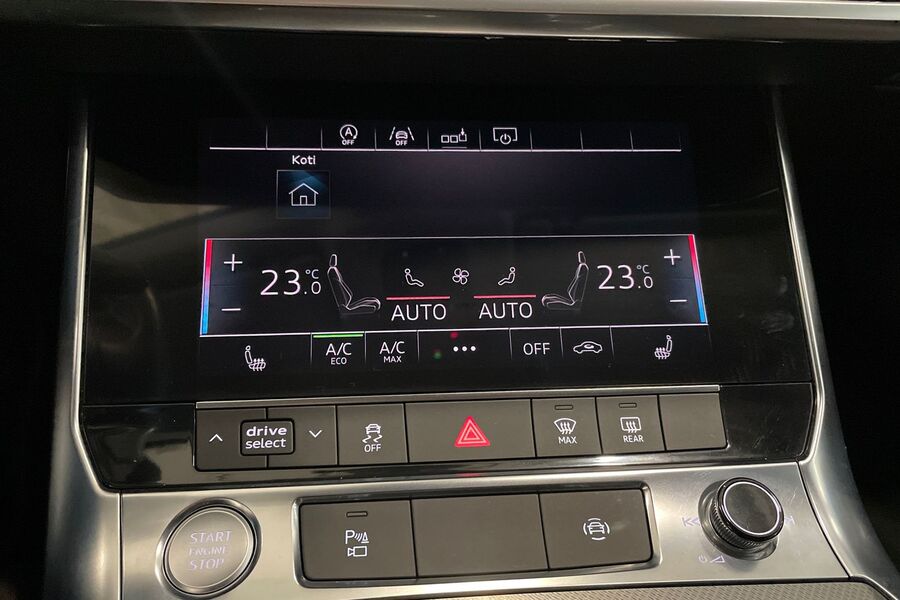 A
OFF
OFF
Koti
+
23.0 °C
AUTO
AUTO
23.0 °C
+
−
−
A/C
ECO
A/C
MAX
•••
OFF
drive
select
OFF
MAX
REAR
START
ENGINE
STOP
P